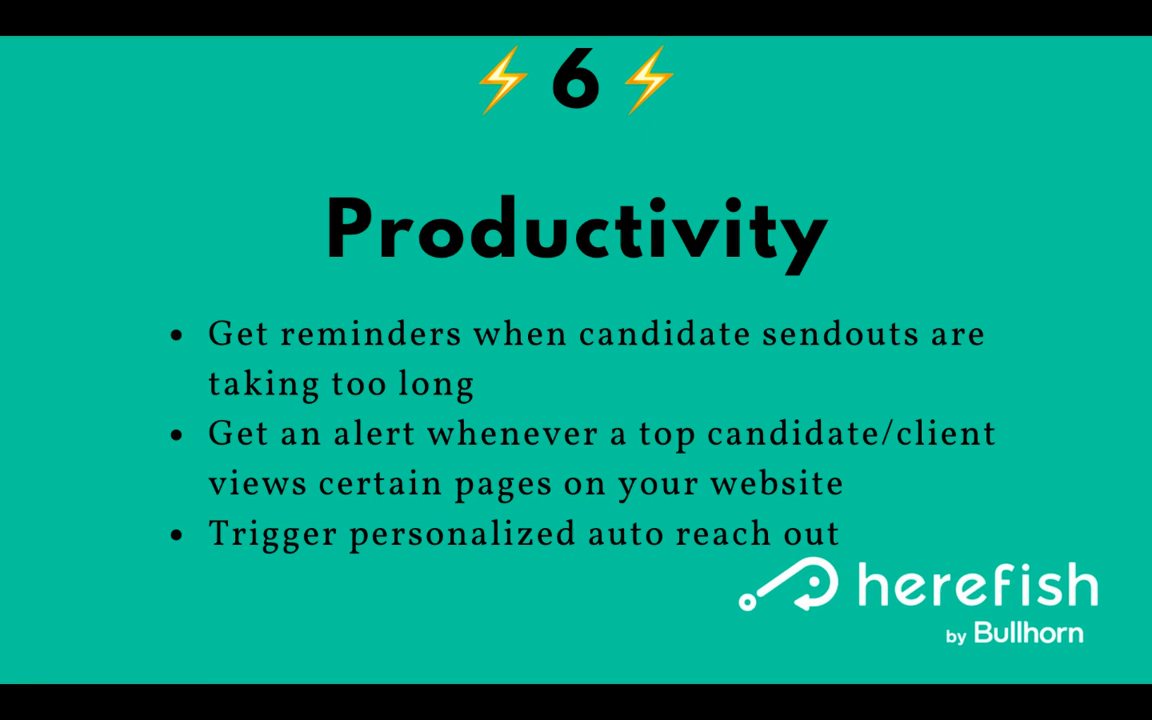 ⚡ 6 ⚡
Productivity
• Get reminders when candidate sendouts are
taking too long
• Get an alert whenever a top candidate/client
views certain pages on your website
• Trigger personalized auto reach out
herefish
by Bullhorn